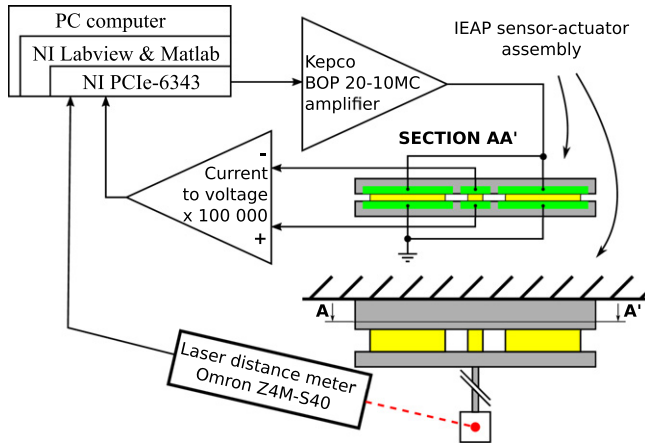 PC computer
NI Labview & Matlab
NI PCIe-6343
Kepco
BOP 20-10MC
amplifier
IEAP sensor-actuator
assembly
SECTION AA'
-
Current
to voltage
x 100 000
+
A
A'
Laser distance meter
Omron Z4M-S40